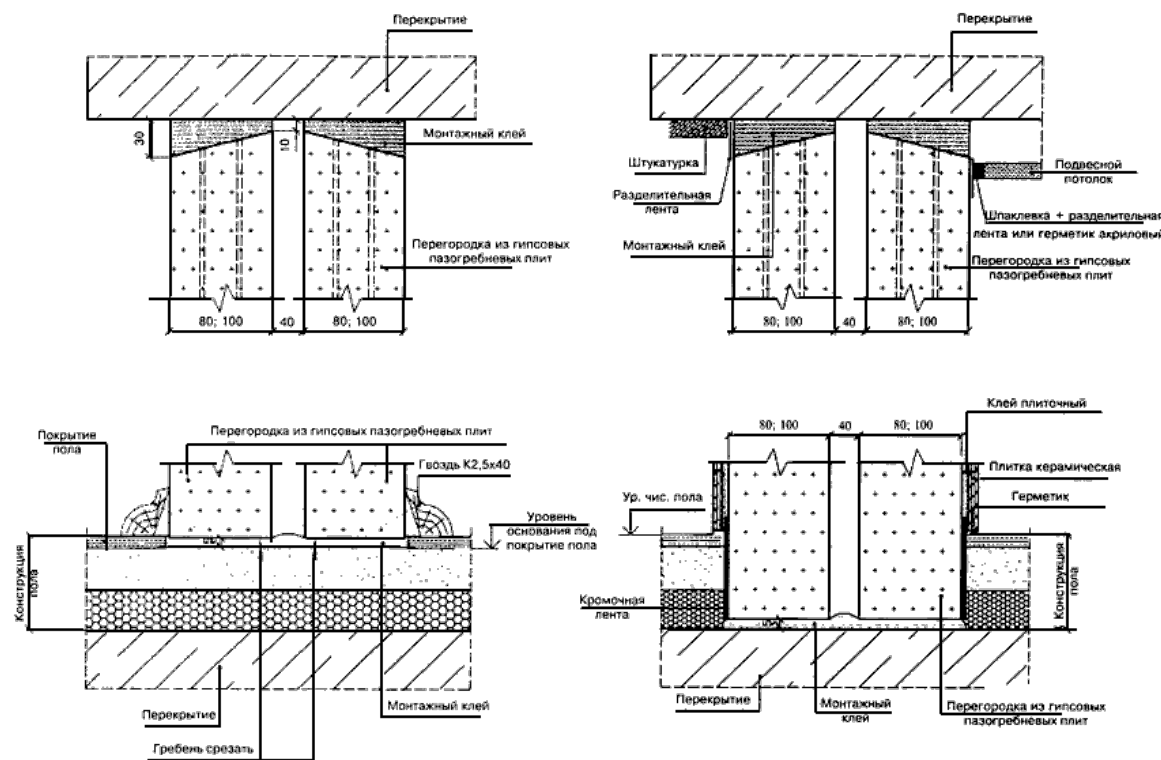 Перекрытие
30
10
Монтажный клей
Перегородка из гипсовых
пазогребневых плит
80; 100
40
80; 100
Перекрытие
Штукатурка
Разделительная
лента
Монтажный клей
Подвесной
потолок
Шпаклевка + разделительная
лента или герметик акриловый
Перегородка из гипсовых
пазогребневых плит
80; 100
40
80; 100
Покрытие
пола
Перегородка из гипсовых пазогребневых плит
Гвоздь К2,5х40
Уровень
основания под
покрытие пола
Конструкция
пола
Перекрытие
Монтажный клей
Гребень срезать
80; 100
40
80; 100
Клей плиточный
Плитка керамическая
Герметик
Ур. чис. пола
Кромочная
лента
Конструкция
пола
Перекрытие
Монтажный
клей
Перегородка из гипсовых
пазогребневых плит